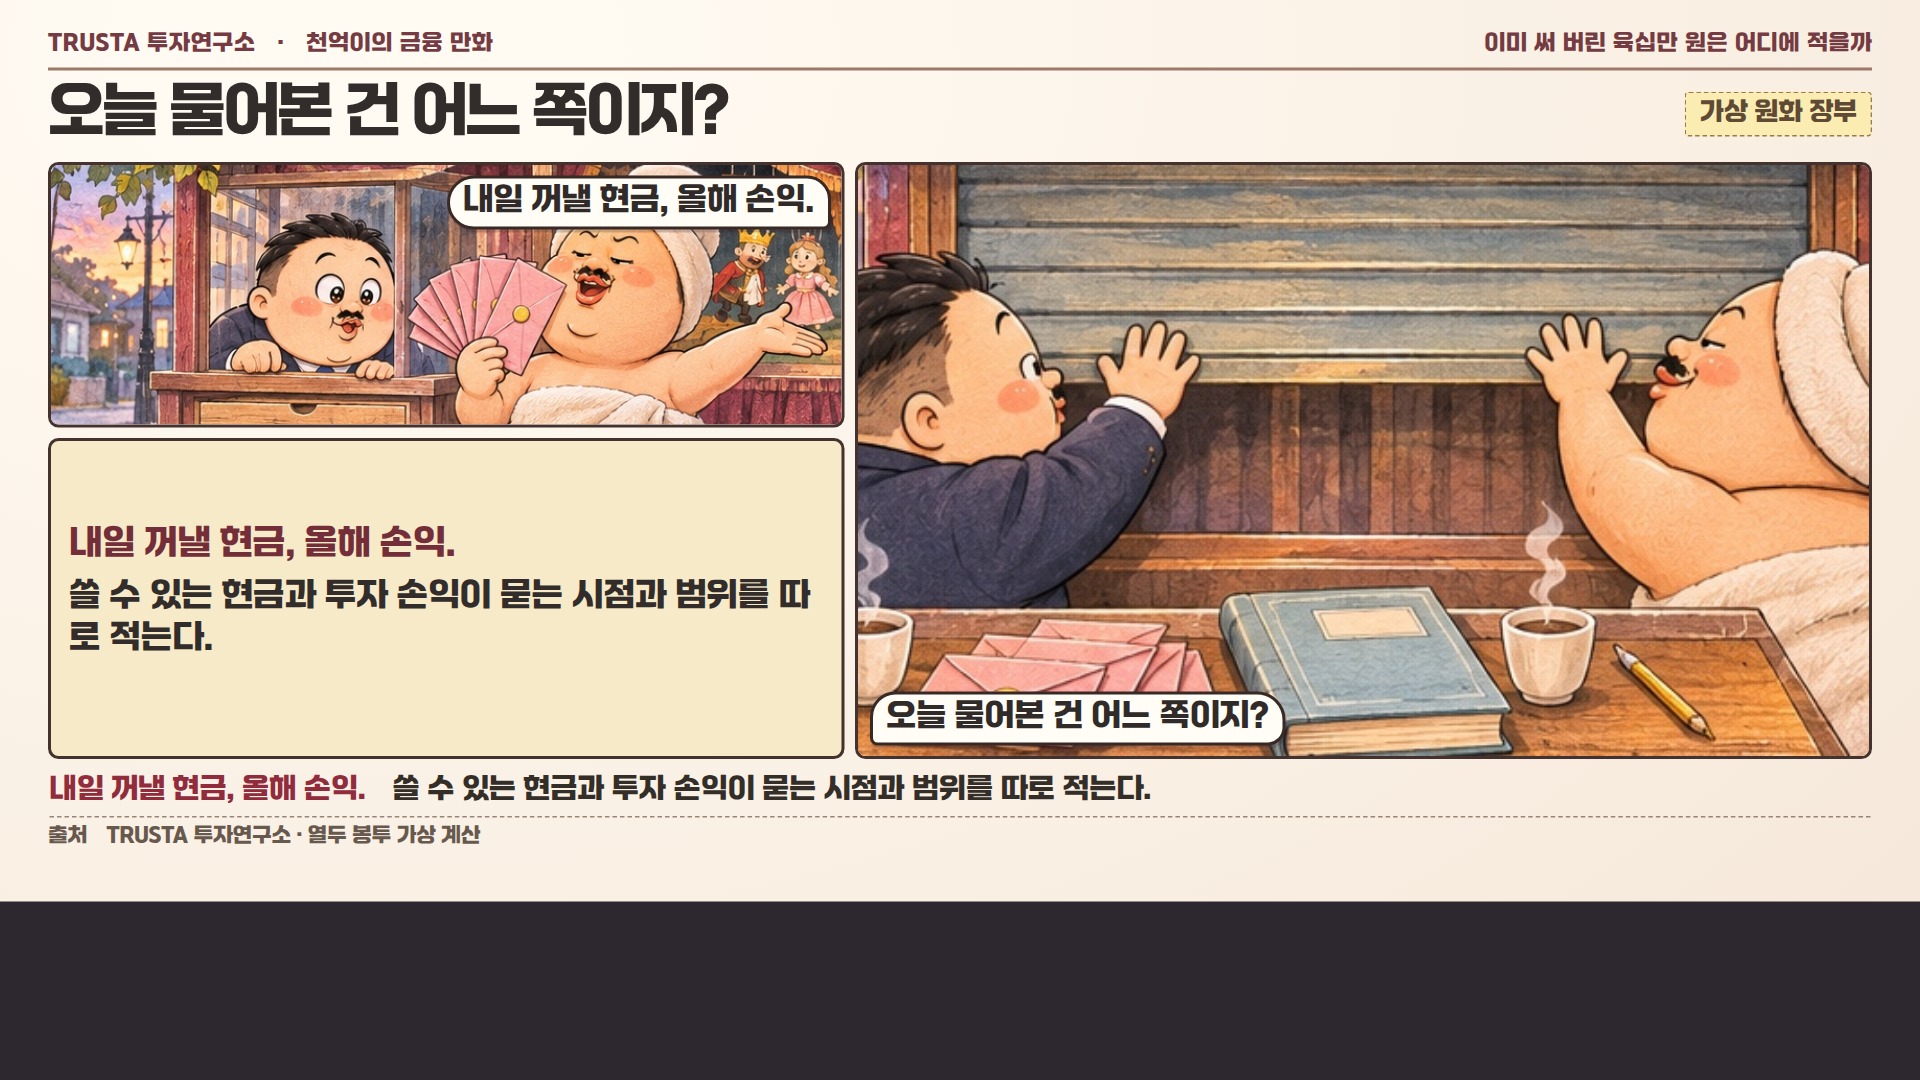 TRUSTA 투자연구소 · 천억이의 금융 만화
이미 써 버린 육십만 원은 어디에 적을까
오늘 물어본 건 어느 쪽이지?
가상 원화 장부
내일 꺼낼 현금, 올해 손익.
내일 꺼낼 현금, 올해 손익.
쓸 수 있는 현금과 투자 손익이 묻는 시점과 범위를 따
로 적는다.
오늘 물어본 건 어느 쪽이지?
내일 꺼낼 현금, 올해 손익. 쓸 수 있는 현금과 투자 손익이 묻는 시점과 범위를 따로 적는다.
출처 TRUSTA 투자연구소 · 열두 봉투 가상 계산